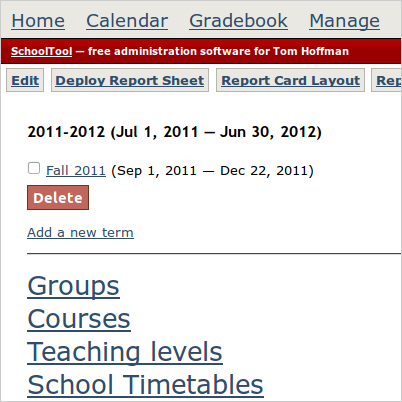 Home Calendar Gradebook Manage
SchoolTool — free administration software for Tom Hoffman
Edit Deploy Report Sheet Report Card Layout Rep
2011-2012 (Jul 1, 2011 — Jun 30, 2012)
Fall 2011 (Sep 1, 2011 — Dec 22, 2011)
Delete
Add a new term
Groups
Courses
Teaching levels
School Timetables